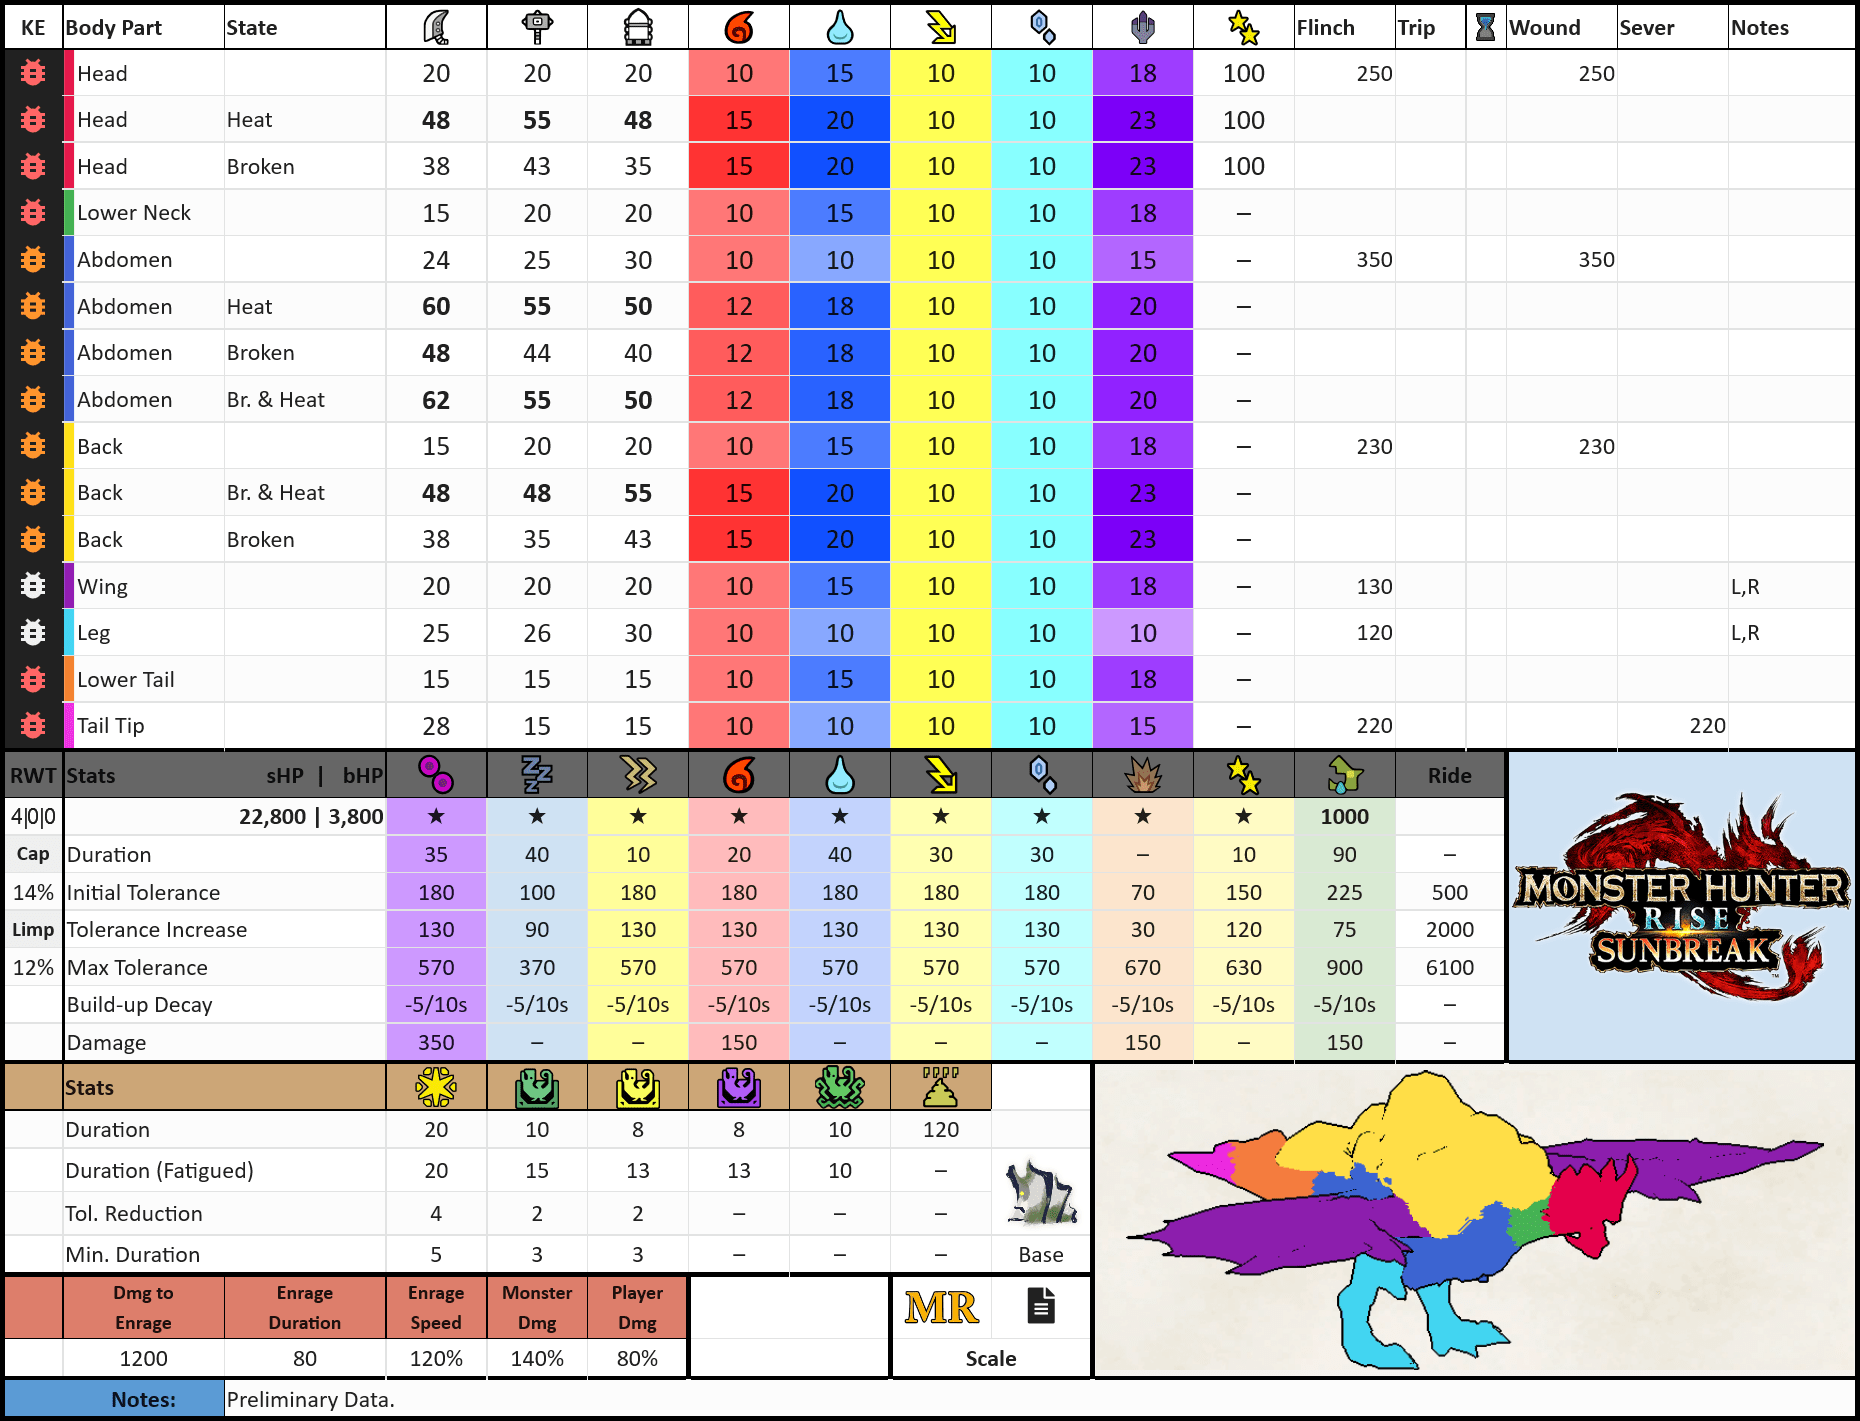 KE Body Part State Flinch Trip Wound Sever Notes
Head 20 20 20 10 15 10 10 18 100 250 250
Head Heat 48 55 48 15 20 10 10 23 100
Head Broken 38 43 35 15 20 10 10 23 100
Lower Neck 15 20 20 10 15 10 10 18 –
Abdomen 24 25 30 10 10 10 10 15 – 350 350
Abdomen Heat 60 55 50 12 18 10 10 20 –
Abdomen Broken 48 44 40 12 18 10 10 20 –
Abdomen Br. & Heat 62 55 50 12 18 10 10 20 –
Back 15 20 20 10 15 10 10 18 – 230 230
Back Br. & Heat 48 48 55 15 20 10 10 23 –
Back Broken 38 35 43 15 20 10 10 23 –
Wing 20 20 20 10 15 10 10 18 – 130 L,R
Leg 25 26 30 10 10 10 10 10 – 120 L,R
Lower Tail 15 15 15 10 15 10 10 18 –
Tail Tip 28 15 15 10 10 10 10 15 – 220 220
RWT Stats sHP | bHP Ride
4|0|0 22,800 | 3,800 ★ ★ ★ ★ ★ ★ ★ ★ ★ 1000
Cap Duration 35 40 10 20 40 30 30 – 10 90 –
14% Initial Tolerance 180 100 180 180 180 180 180 70 150 225 500
Limp Tolerance Increase 130 90 130 130 130 130 130 30 120 75 2000
12% Max Tolerance 570 370 570 570 570 570 570 670 630 900 6100
Build-up Decay -5/10s -5/10s -5/10s -5/10s -5/10s -5/10s -5/10s -5/10s -5/10s -5/10s –
Damage 350 – – 150 – – – 150 – 150 –
MONSTER HUNTER
RISE
SUNBREAK™
Stats
Duration 20 10 8 8 10 120
Duration (Fatigued) 20 15 13 13 10 –
Tol. Reduction 4 2 2 – – –
Min. Duration 5 3 3 – – – Base
Dmg to Enrage Enrage Monster Player
Enrage Duration Speed Dmg Dmg
MR
1200 80 120% 140% 80% Scale
Notes: Preliminary Data.